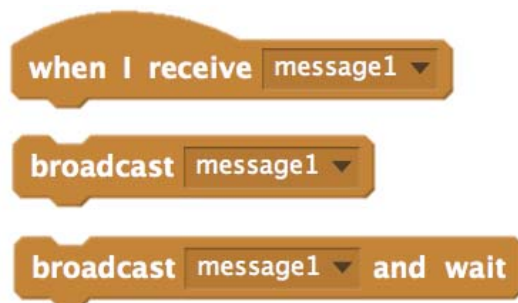 when I receive message1
broadcast message1
broadcast message1 and wait